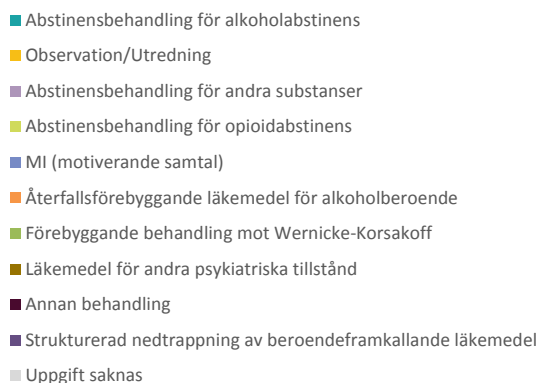 Abstinensbehandling för alkoholabstinens
Observation/Utredning
Abstinensbehandling för andra substanser
Abstinensbehandling för opioidabstinens
MI (motiverande samtal)
Återfallsförebyggande läkemedel för alkoholberoende
Förebyggande behandling mot Wernicke-Korsakoff
Läkemedel för andra psykiatriska tillstånd
Annan behandling
Strukturerad nedtrappning av beroendeframkallande läkemedel
Uppgift saknas